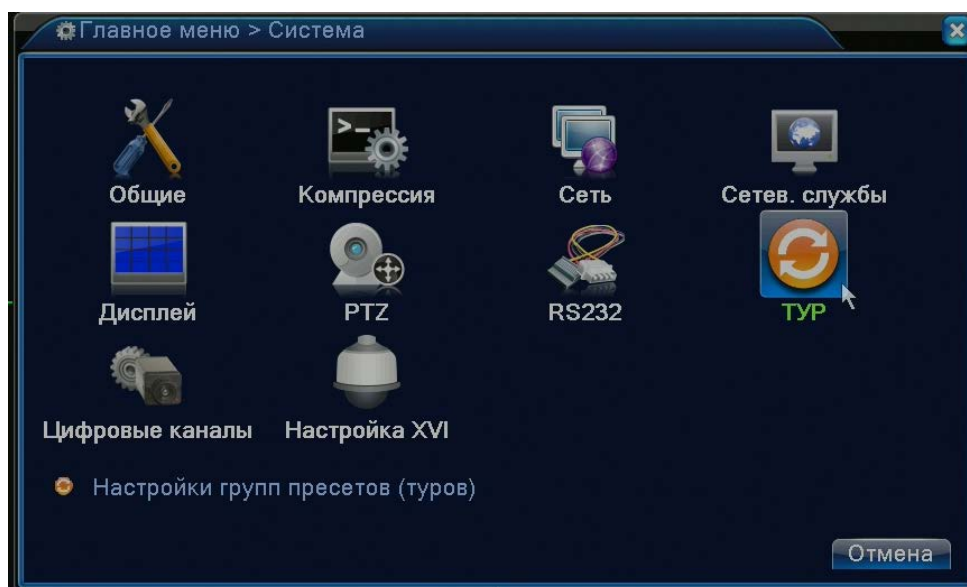 Главное меню > Система
Общие
Компрессия
Сеть
Сетев. службы
Дисплей
PTZ
RS232
ТУР
Цифровые каналы
Настройка XVI
Настройки групп пресетов (туров)
Отмена